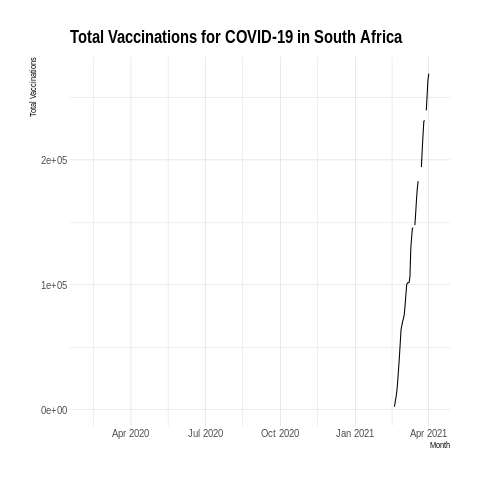 Total Vaccinations for COVID-19 in South Africa
Total Vaccinations
2e+05
1e+05
0e+00
Apr 2020 Jul 2020 Oct 2020 Jan 2021 Apr 2021
Month